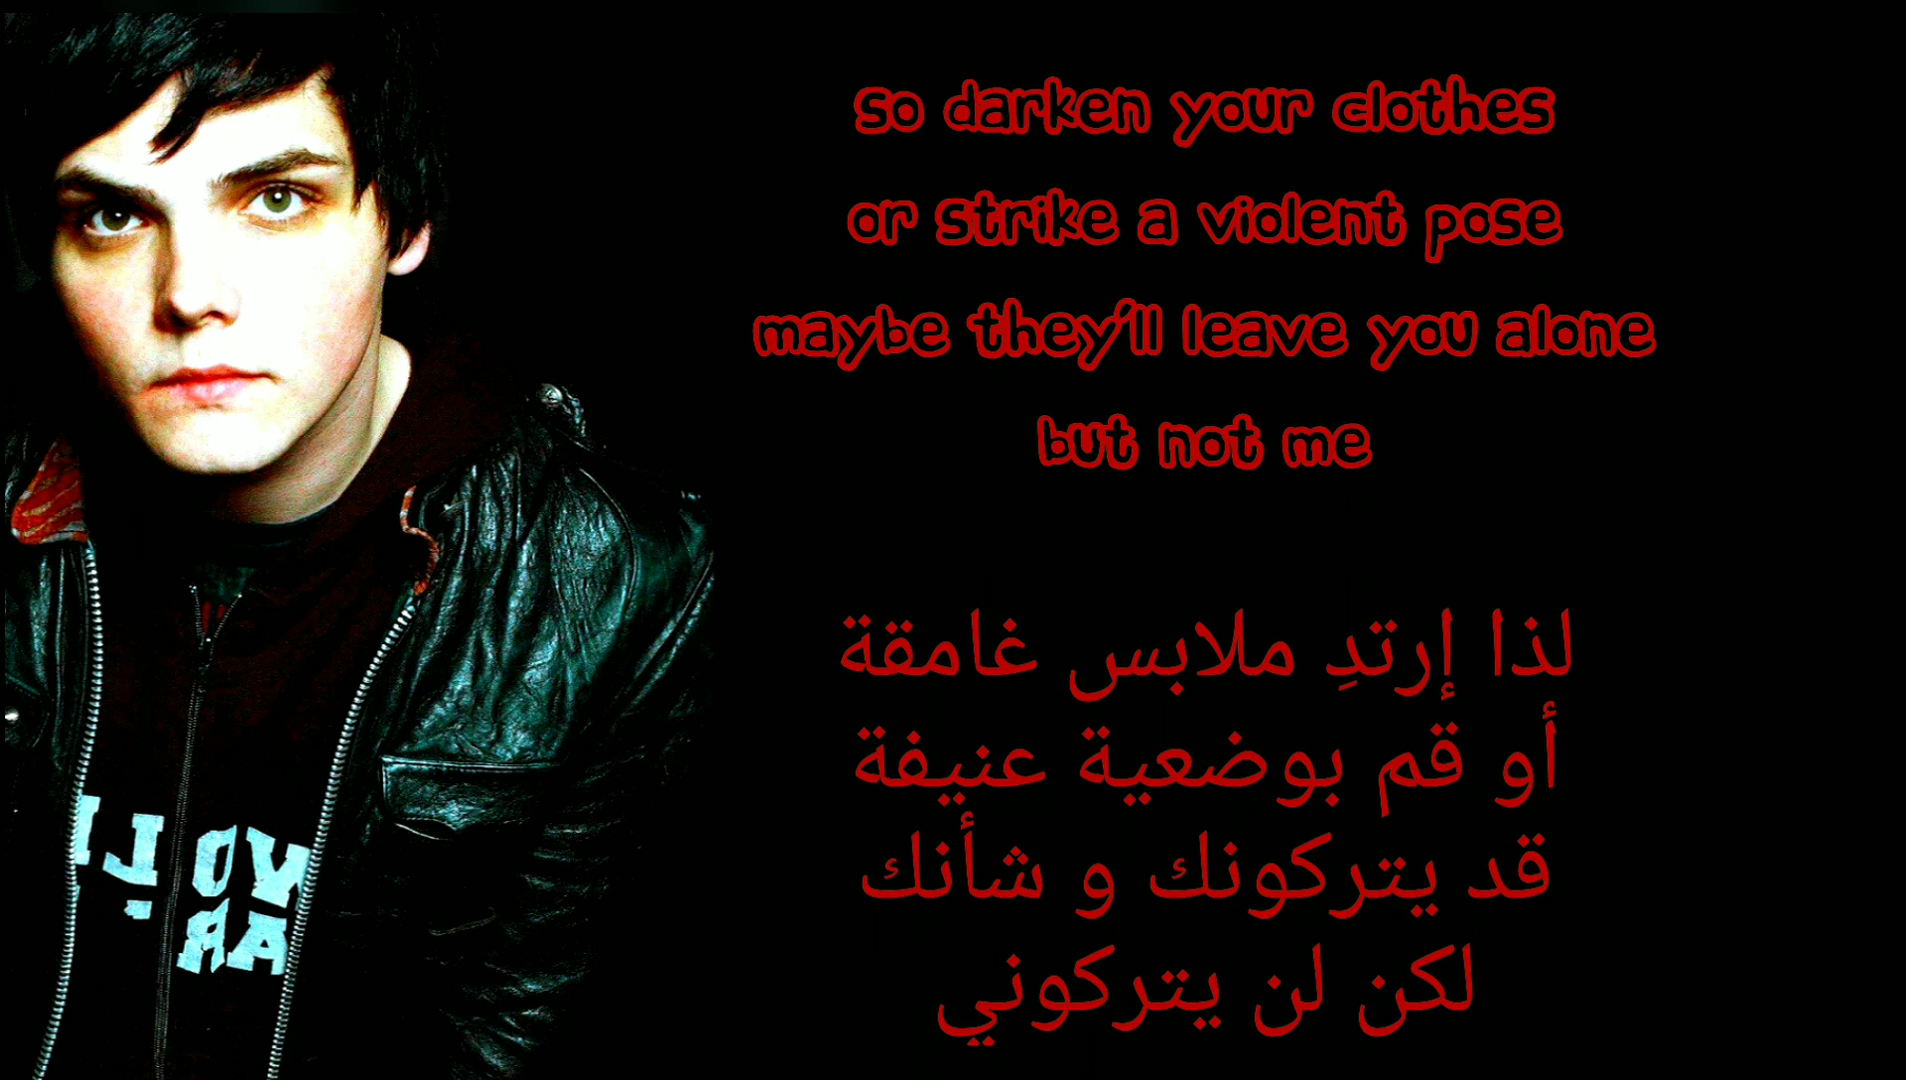 so darken your clothes
or strike a violent pose
maybe they'll leave you alone
but not me
لذا إرتدِ ملابس غامقة
أو قم بوضعية عنيفة
قد يتركونك و شأنك
لكن لن يتركوني